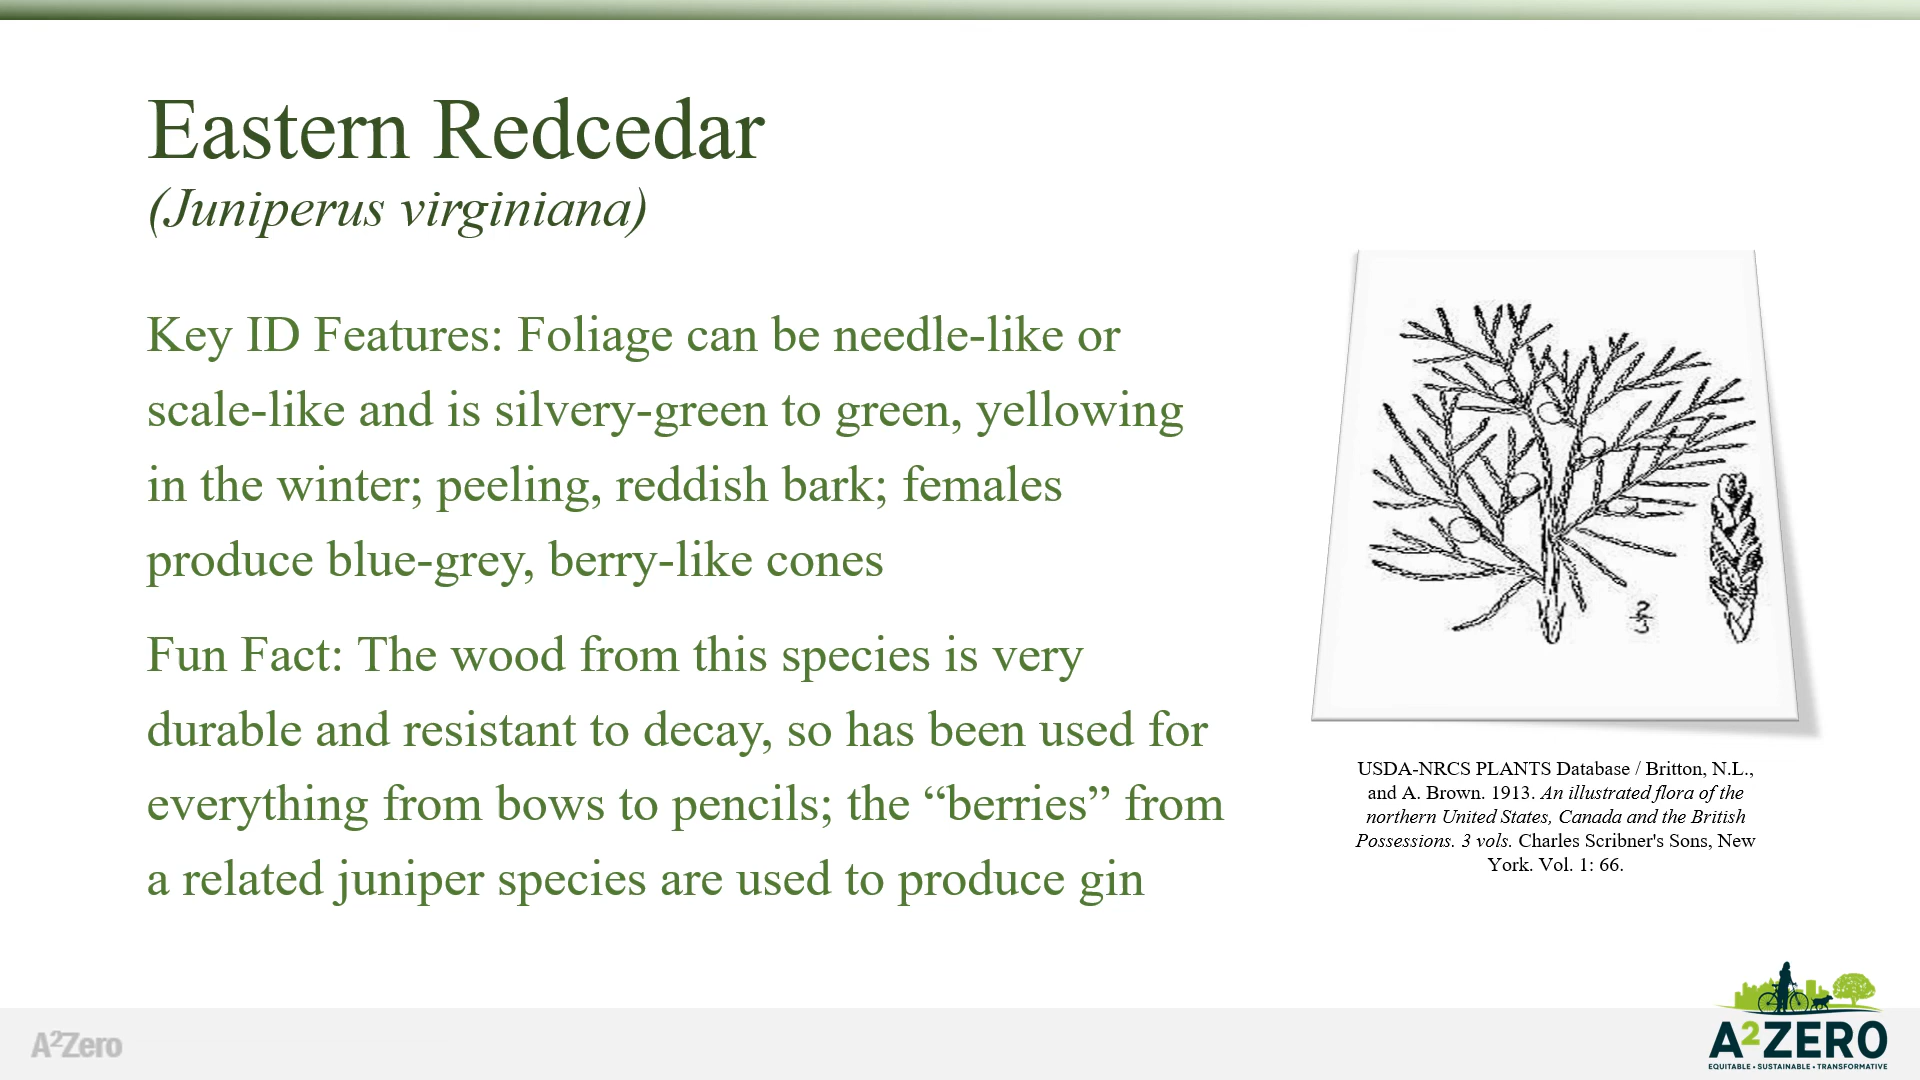 Eastern Redcedar
(Juniperus virginiana)
Key ID Features: Foliage can be needle-like or
scale-like and is silvery-green to green, yellowing
in the winter; peeling, reddish bark; females
produce blue-grey, berry-like cones
Fun Fact: The wood from this species is very
durable and resistant to decay, so has been used for
everything from bows to pencils; the “berries” from
a related juniper species are used to produce gin
2/3
USDA-NRCS PLANTS Database / Britton, N.L.,
and A. Brown. 1913. An illustrated flora of the
northern United States, Canada and the British
Possessions. 3 vols. Charles Scribner's Sons, New
York. Vol. 1: 66.
A²Zero
A²ZERO
EQUITABLE • SUSTAINABLE • TRANSFORMATIVE